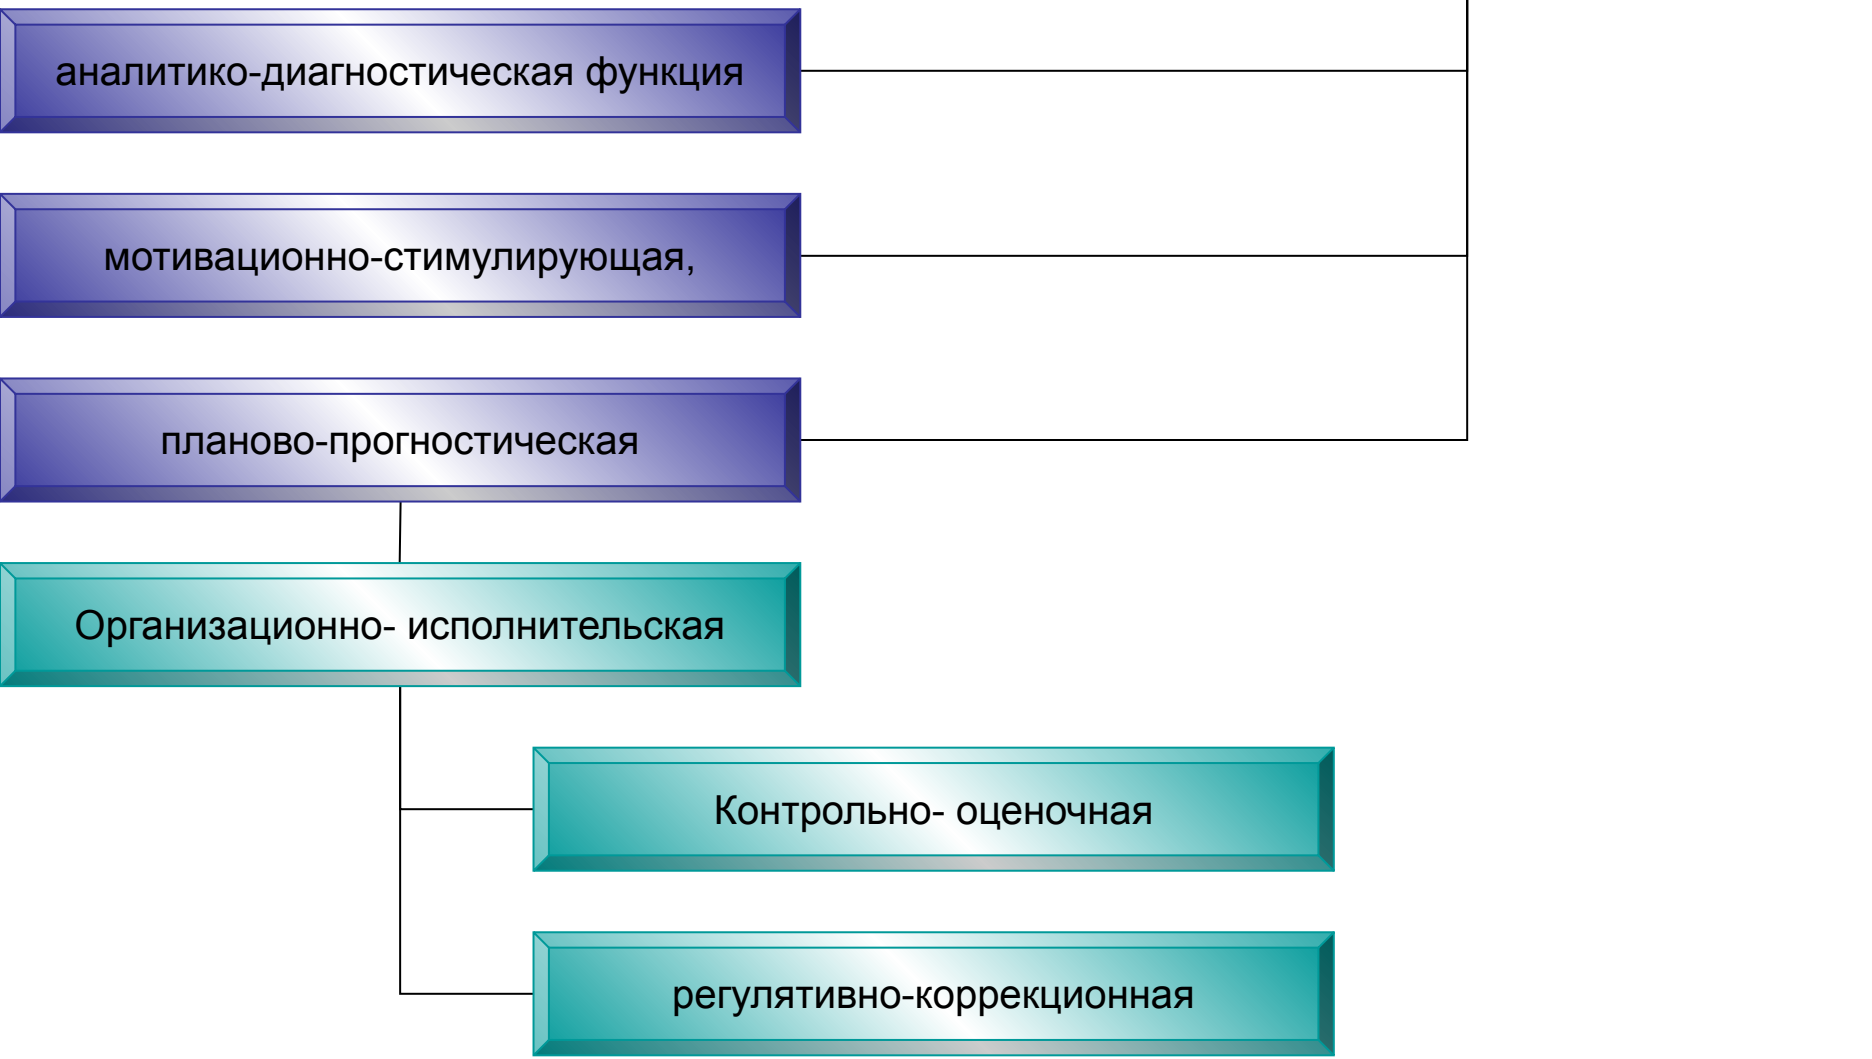 аналитико-диагностическая функция
мотивационно-стимулирующая,
планово-прогностическая
Организационно- исполнительская
Контрольно- оценочная
регулятивно-коррекционная